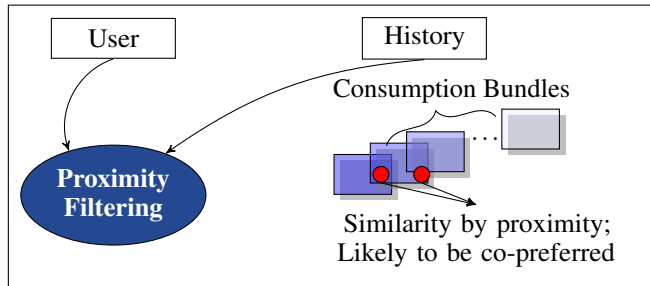 User
History
Consumption Bundles
...
Proximity
Filtering
Similarity by proximity;
Likely to be co-preferred